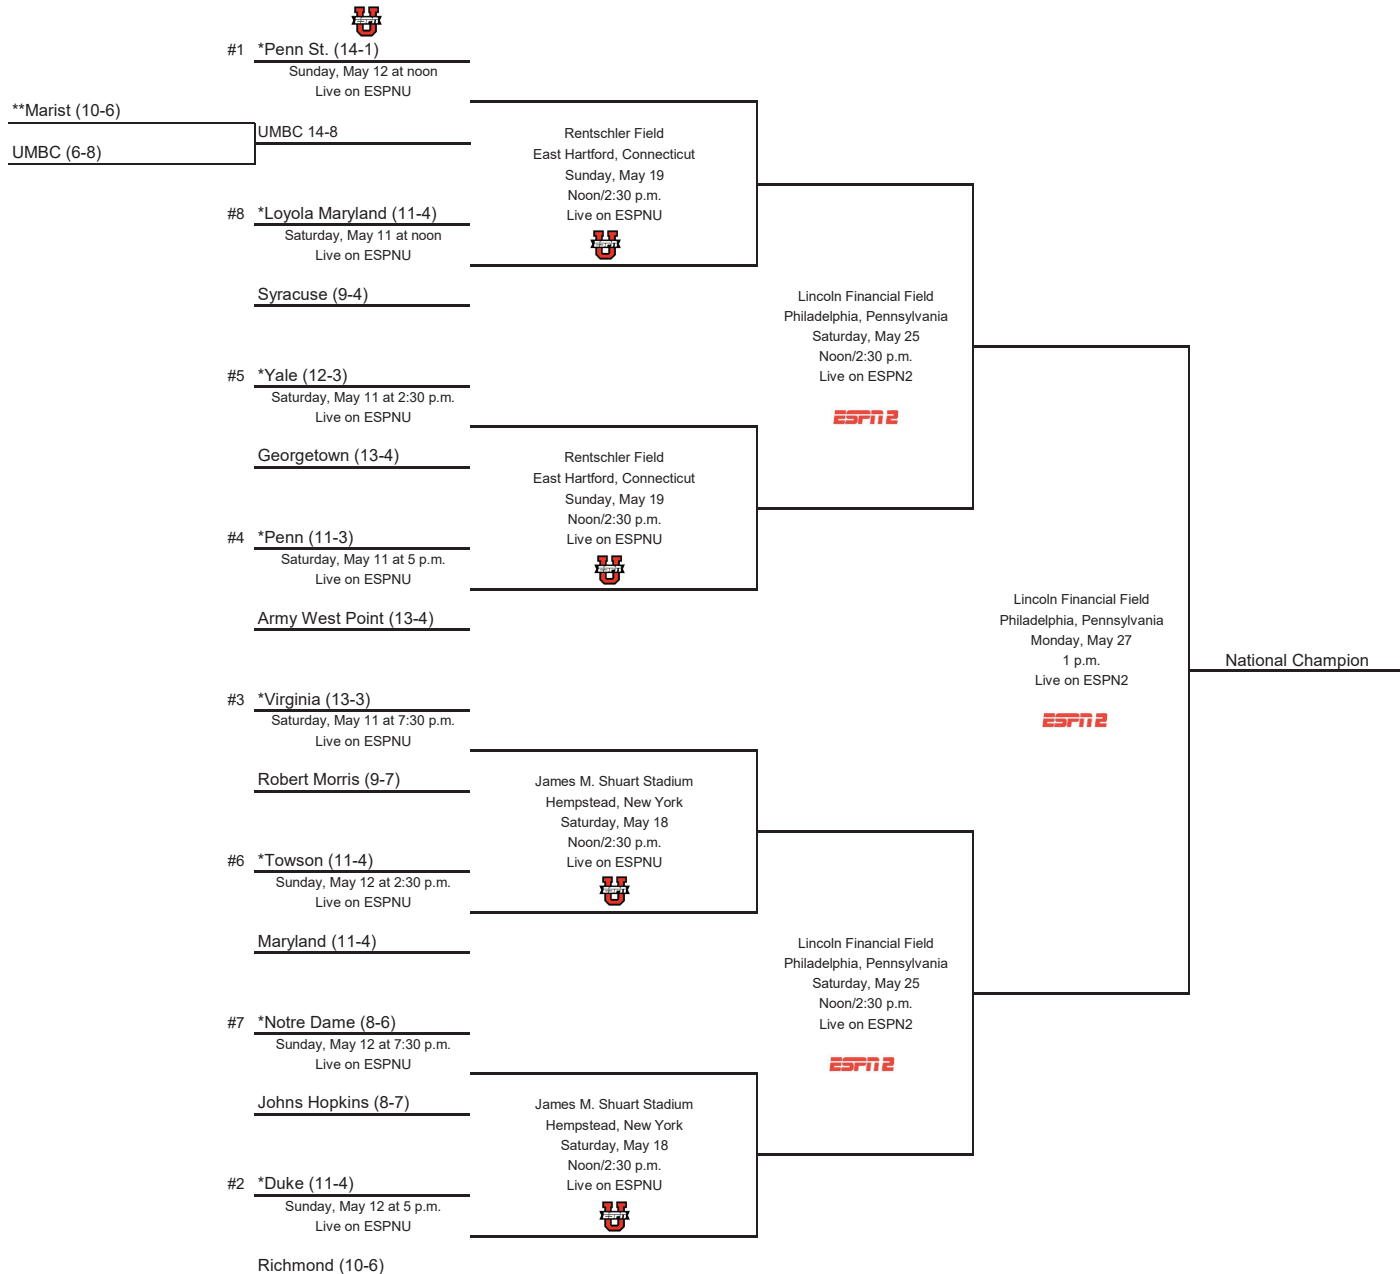 #1 *Penn St. (14-1)
Sunday, May 12 at noon
Live on ESPNU
**Marist (10-6)
UMBC 14-8
UMBC (6-8)
Rentschler Field
East Hartford, Connecticut
Sunday, May 19
Noon/2:30 p.m.
Live on ESPNU
#8 *Loyola Maryland (11-4)
Saturday, May 11 at noon
Live on ESPNU
Syracuse (9-4)
Lincoln Financial Field
Philadelphia, Pennsylvania
Saturday, May 25
Noon/2:30 p.m.
Live on ESPN2
ESPN 2
#5 *Yale (12-3)
Saturday, May 11 at 2:30 p.m.
Live on ESPNU
Georgetown (13-4)
Rentschler Field
East Hartford, Connecticut
Sunday, May 19
Noon/2:30 p.m.
Live on ESPNU
#4 *Penn (11-3)
Saturday, May 11 at 5 p.m.
Live on ESPNU
Army West Point (13-4)
Lincoln Financial Field
Philadelphia, Pennsylvania
Monday, May 27
1 p.m.
Live on ESPN2
ESPN 2
National Champion
#3 *Virginia (13-3)
Saturday, May 11 at 7:30 p.m.
Live on ESPNU
Robert Morris (9-7)
James M. Shuart Stadium
Hempstead, New York
Saturday, May 18
Noon/2:30 p.m.
Live on ESPNU
#6 *Towson (11-4)
Sunday, May 12 at 2:30 p.m.
Live on ESPNU
Maryland (11-4)
Lincoln Financial Field
Philadelphia, Pennsylvania
Saturday, May 25
Noon/2:30 p.m.
Live on ESPN2
ESPN 2
#7 *Notre Dame (8-6)
Sunday, May 12 at 7:30 p.m.
Live on ESPNU
Johns Hopkins (8-7)
James M. Shuart Stadium
Hempstead, New York
Saturday, May 18
Noon/2:30 p.m.
Live on ESPNU
#2 *Duke (11-4)
Sunday, May 12 at 5 p.m.
Live on ESPNU
Richmond (10-6)